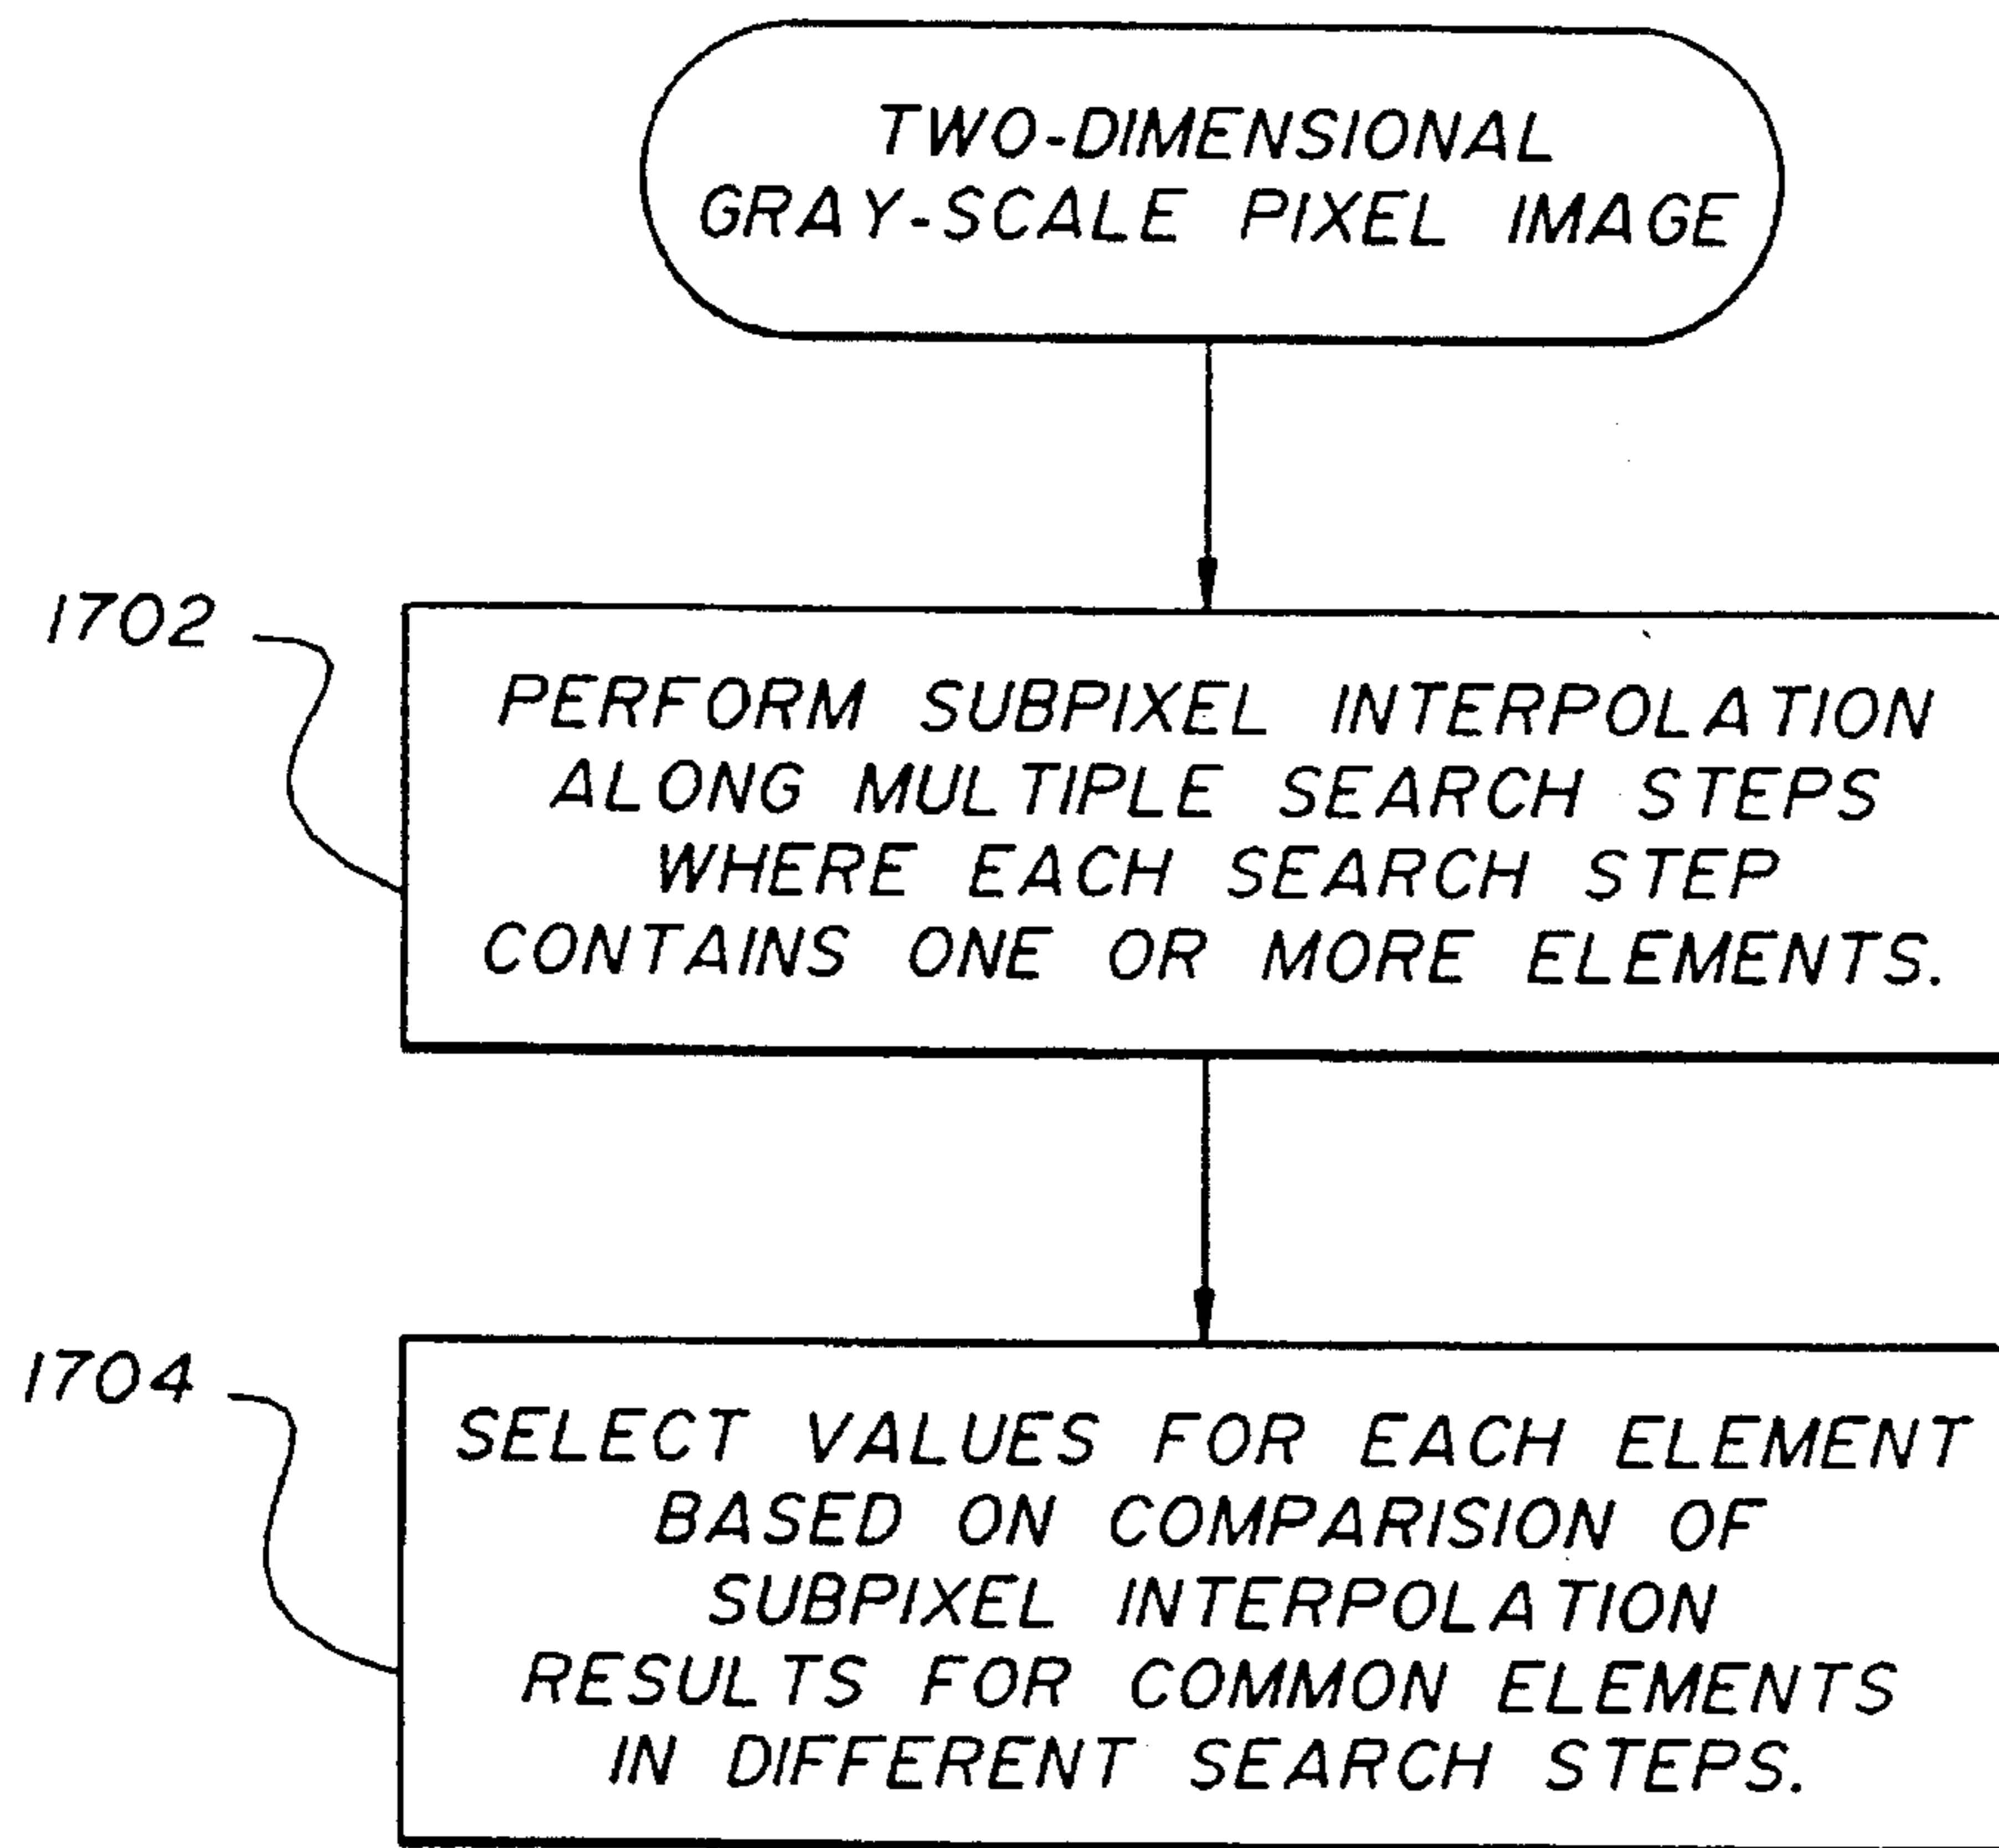 TWO-DIMENSIONAL
GRAY-SCALE PIXEL IMAGE
1702
PERFORM SUBPIXEL INTERPOLATION
ALONG MULTIPLE SEARCH STEPS
WHERE EACH SEARCH STEP
CONTAINS ONE OR MORE ELEMENTS.
1704
SELECT VALUES FOR EACH ELEMENT
BASED ON COMPARISION OF
SUBPIXEL INTERPOLATION
RESULTS FOR COMMON ELEMENTS
IN DIFFERENT SEARCH STEPS.